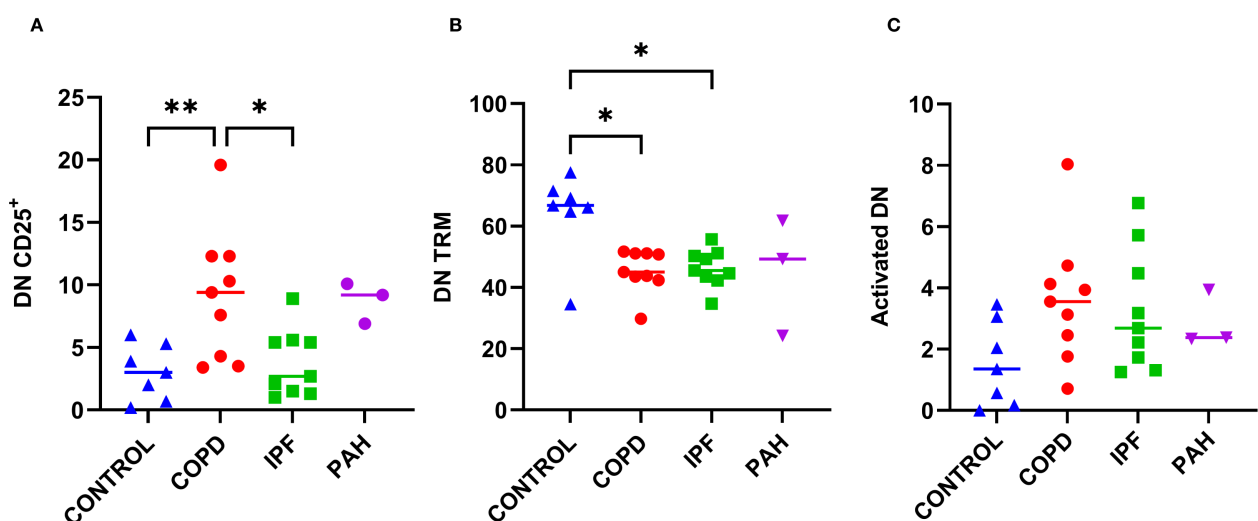 A
DN CD25⁺
25
20
15
10
5
0
** *
CONTROL
COPD
IPF
PAH
B
DN TRM
100
80
60
40
20
0
*
*
CONTROL
COPD
IPF
PAH
C
Activated DN
10
8
6
4
2
0
CONTROL
COPD
IPF
PAH